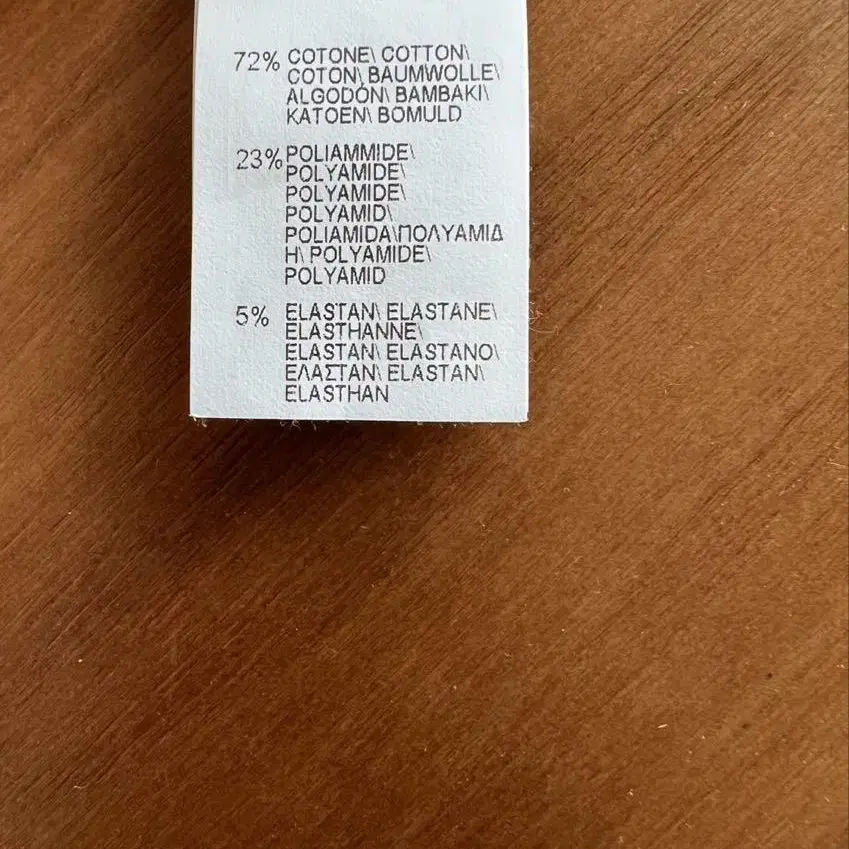 72% COTONE\ COTTON\
COTON\ BAUMWOLLE\
ALGODÓN\ BAMBAKI\
KATOEN\ BOMULD
23% POLIAMMIDE\
POLYAMIDE\
POLYAMIDE\
POLYAMID\
POLIAMIDA\ΠΟΛΥΑΜΙΔ
Η\ POLYAMIDE\
POLYAMID
5% ELASTAN\ ELASTANE\
ELASTHANNE\
ELASTAN\ ELASTANO\
ΕΛΑΣΤΑΝ\ ELASTAN\
ELASTHAN